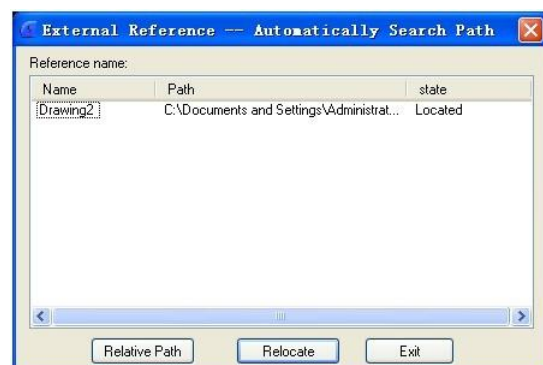 External Reference -- Automatically Search Path
Reference name:
Name Path state
Drawing2 C:\Documents and Settings\Administrat... Located
Relative Path Relocate Exit